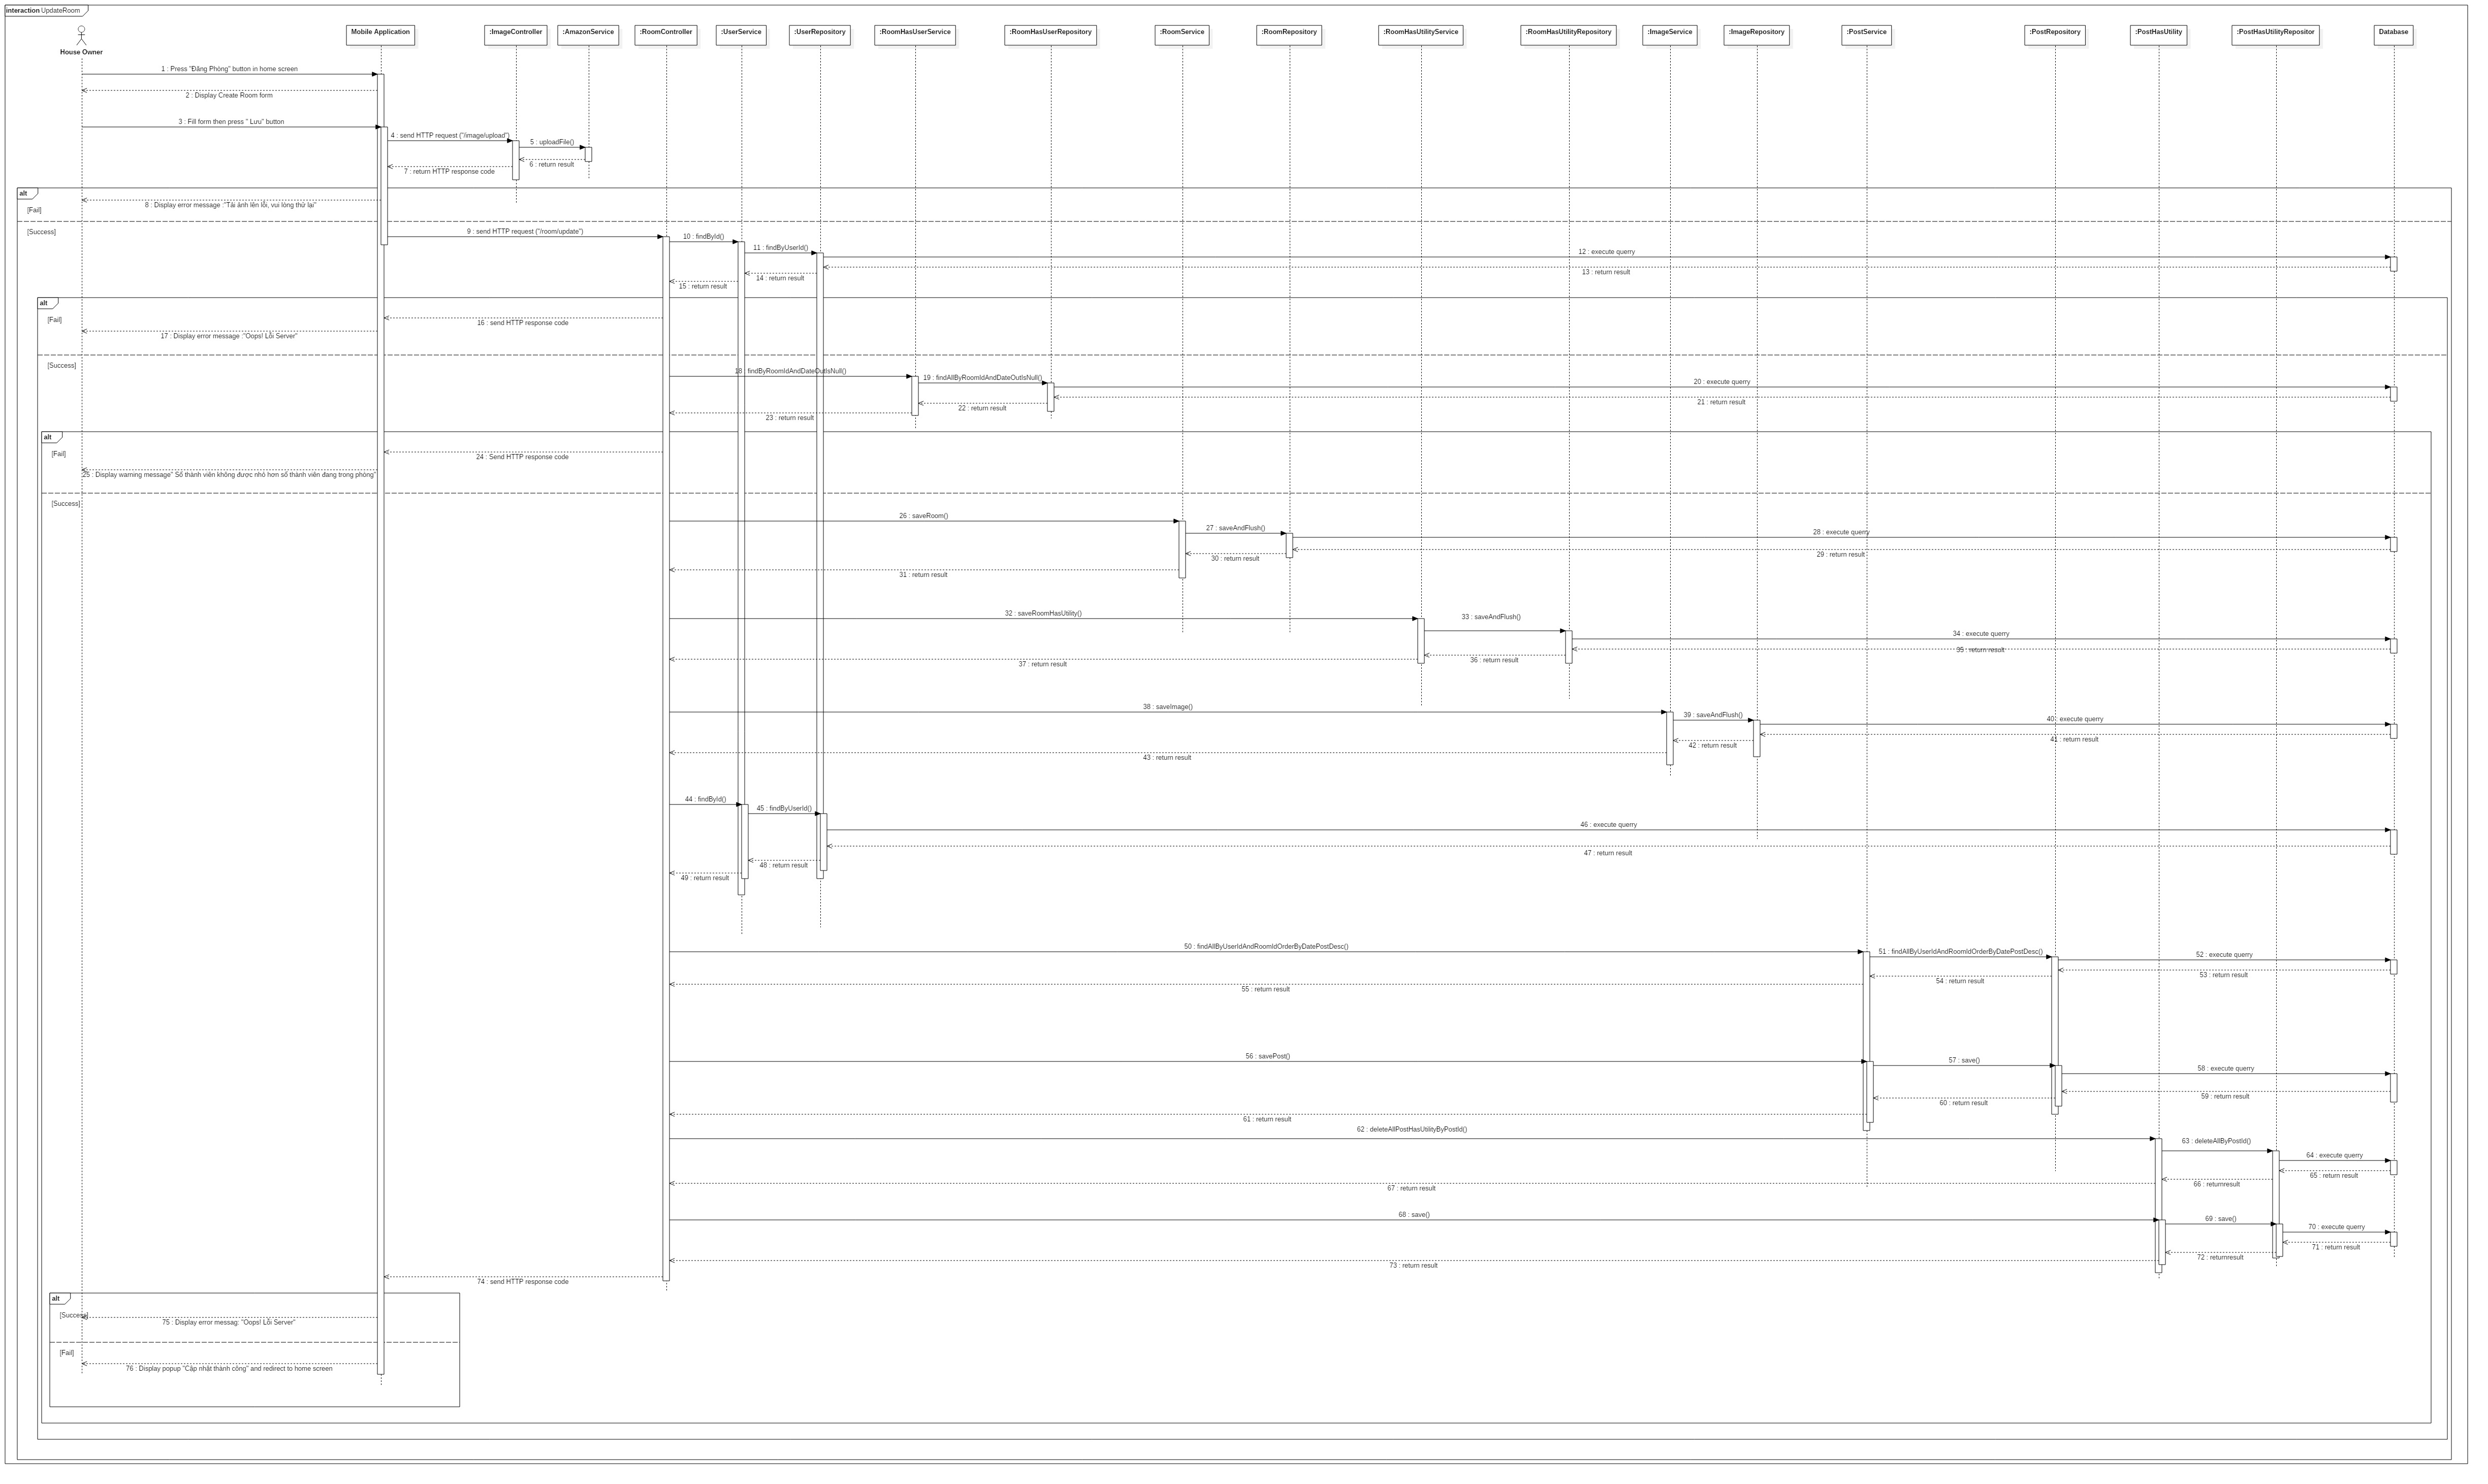 interaction UpdateRoom
House Owner
Mobile Application
:ImageController
:AmazonService
:RoomController
:UserService
:UserRepository
:RoomHasUserService
:RoomHasUserRepository
:RoomService
:RoomRepository
:RoomHasUtilityService
:RoomHasUtilityRepository
:ImageService
:ImageRepository
:PostService
:PostRepository
:PostHasUtility
:PostHasUtilityRepositor
Database
1 : Press "Đăng Phòng" button in home screen
2 : Display Create Room form
3 : Fill form then press " Lưu" button
4 : send HTTP request ("/image/upload")
5 : uploadFile()
6 : return result
7 : return HTTP response code
alt
8 : Display error message :"Tải ảnh lên lỗi, vui lòng thử lại"
[Fail]
[Success]
9 : send HTTP request ("/room/update")
10 : findById()
11 : findByUserId()
12 : execute querry
13 : return result
14 : return result
15 : return result
alt
[Fail]
16 : send HTTP response code
17 : Display error message :"Oops! Lỗi Server"
[Success]
18 : findByRoomIdAndDateOutIsNull()
19 : findAllByRoomIdAndDateOutIsNull()
20 : execute querry
21 : return result
22 : return result
23 : return result
alt
[Fail]
24 : Send HTTP response code
25 : Display warning message" Số thành viên không được nhỏ hơn số thành viên đang trong phòng"
[Success]
26 : saveRoom()
27 : saveAndFlush()
28 : execute querry
29 : return result
30 : return result
31 : return result
32 : saveRoomHasUtility()
33 : saveAndFlush()
34 : execute querry
35 : return result
36 : return result
37 : return result
38 : saveImage()
39 : saveAndFlush()
40 : execute querry
41 : return result
42 : return result
43 : return result
44 : findById()
45 : findByUserId()
46 : execute querry
47 : return result
48 : return result
49 : return result
50 : findAllByUserIdAndRoomIdOrderByDatePostDesc()
51 : findAllByUserIdAndRoomIdOrderByDatePostDesc()
52 : execute querry
53 : return result
54 : return result
55 : return result
56 : savePost()
57 : save()
58 : execute querry
59 : return result
60 : return result
61 : return result
62 : deleteAllPostHasUtilityByPostId()
63 : deleteAllByPostId()
64 : execute querry
65 : return result
66 : returnresult
67 : return result
68 : save()
69 : save()
70 : execute querry
71 : return result
72 : returnresult
73 : return result
74 : send HTTP response code
alt
[Success]
75 : Display error messag: "Oops! Lỗi Server"
[Fail]
76 : Display popup "Cập nhật thành công" and redirect to home screen